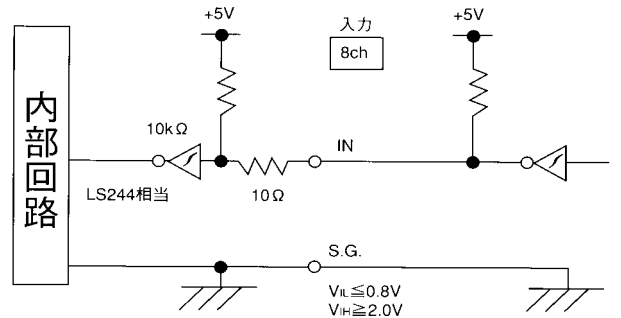 +5V
入力
8ch
+5V
内部回路
10kΩ
IN
LS244相当
10Ω
S.G.
VIL≦0.8V
VIH≧2.0V